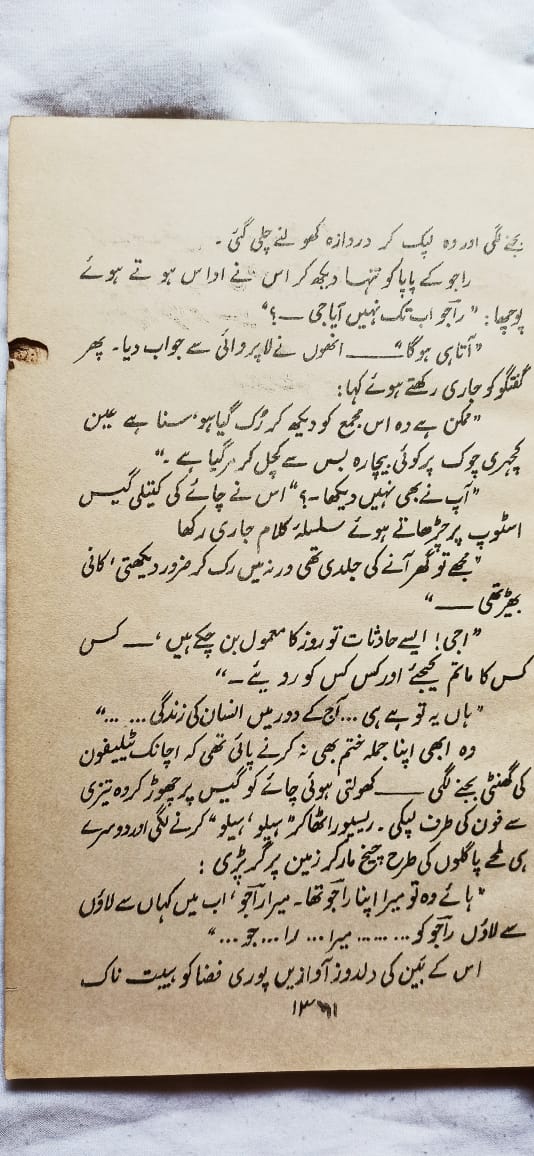 بجنے لگی اور وہ لپک کر دروازہ کھولنے چلی گئی ۔
راجو کے پاپا کو تنہا دیکھ کر اس نے اداس ہوتے ہوئے
پوچھا: " راجو اب تک نہیں آیا جی ــــ؟"
"آتا ہی ہوگا" ــــــ انھوں نے لاپروائی سے جواب دیا۔ پھر
گفتگو کو جاری رکھتے ہوئے کہا:
"ممکن ہے وہ اس مجمع کو دیکھ کر رُک گیا ہو، سنا ہے عین
کچہری چوک پر کوئی بیچارہ بس سے کچل کر مر گیا ہے ۔"
"آپ نے بھی نہیں دیکھا ۔؟" اس نے چائے کی کیتلی گیس
اسٹوپ پر چڑھاتے ہوئے سلسلۂ کلام جاری رکھا
"مجھے تو گھر آنے کی جلدی تھی ورنہ میں رک کر ضرور دیکھتی، کافی
بھیڑ تھی ــــ"
"اجی! ایسے حادثات تو روز کا معمول بن چکے ہیں، ــــ کس
کس کا ماتم کیجئے اور کس کس کو رویئے ۔"
"ہاں یہ تو ہے ہی ... آج کے دور میں انسان کی زندگی ... ..."
وہ ابھی اپنا جملہ ختم بھی نہ کرنے پائی تھی کہ اچانک ٹیلیفون
کی گھنٹی بجنے لگی ــــــ کھولتی ہوئی چائے کو گیس پر چھوڑ کر وہ تیزی
سے فون کی طرف لپکی ۔ ریسیور اٹھا کر "ہیلو، ہیلو" کرنے لگی اور دوسرے
ہی لمحے پاگلوں کی طرح چیخ مار کر زمین پر گر پڑی :
"ہائے وہ تو میرا اپنا راجو تھا۔ میرا راجو، اب میں کہاں سے لاؤں
سے لاؤں راجو کو ... ... ... میرا ... را ... جو ..."
اس کے بَین کی دلدوز آوازیں پوری فضا کو ہیبت ناک